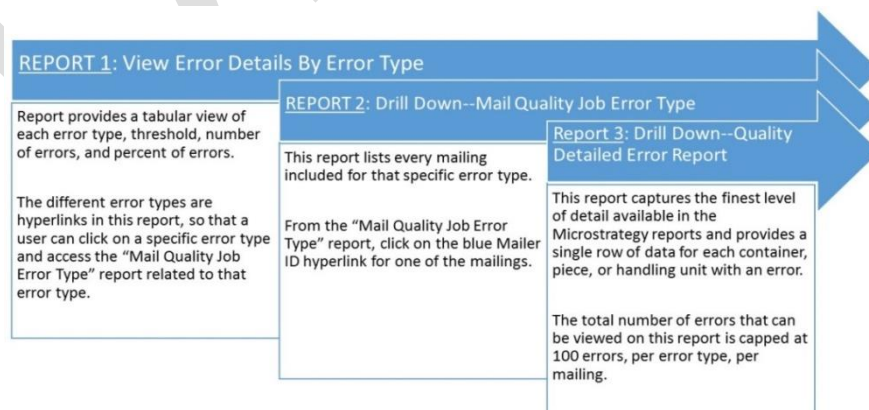 REPORT 1: View Error Details By Error Type
Report provides a tabular view of
each error type, threshold, number
of errors, and percent of errors.
The different error types are
hyperlinks in this report, so that a
user can click on a specific error type
and access the “Mail Quality Job
Error Type” report related to that
error type.
REPORT 2: Drill Down--Mail Quality Job Error Type
This report lists every mailing
included for that specific error type.
From the “Mail Quality Job Error
Type” report, click on the blue Mailer
ID hyperlink for one of the mailings.
Report 3: Drill Down--Quality
Detailed Error Report
This report captures the finest level
of detail available in the
Microstrategy reports and provides a
single row of data for each container,
piece, or handling unit with an error.
The total number of errors that can
be viewed on this report is capped at
100 errors, per error type, per
mailing.